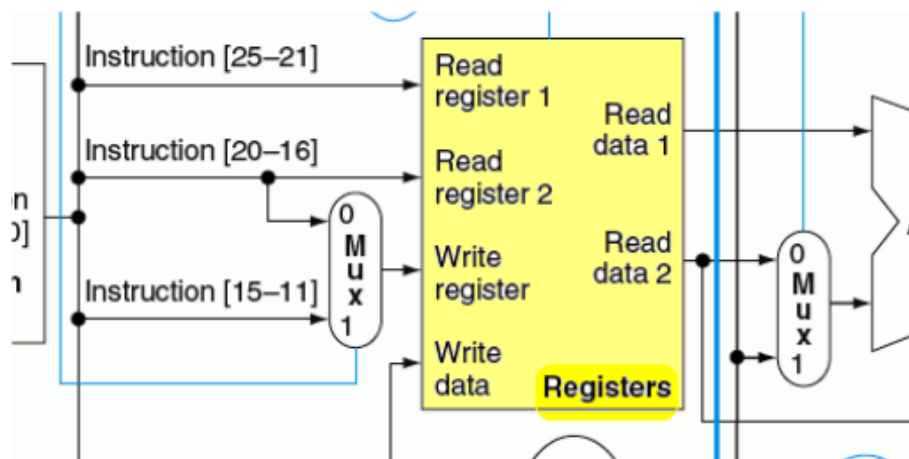 Instruction [25–21]
Read
register 1
Read
data 1
Instruction [20–16]
Read
register 2
0
M
u
x
1
Write
register
Read
data 2
0
M
u
x
1
Instruction [15–11]
Write
data
Registers